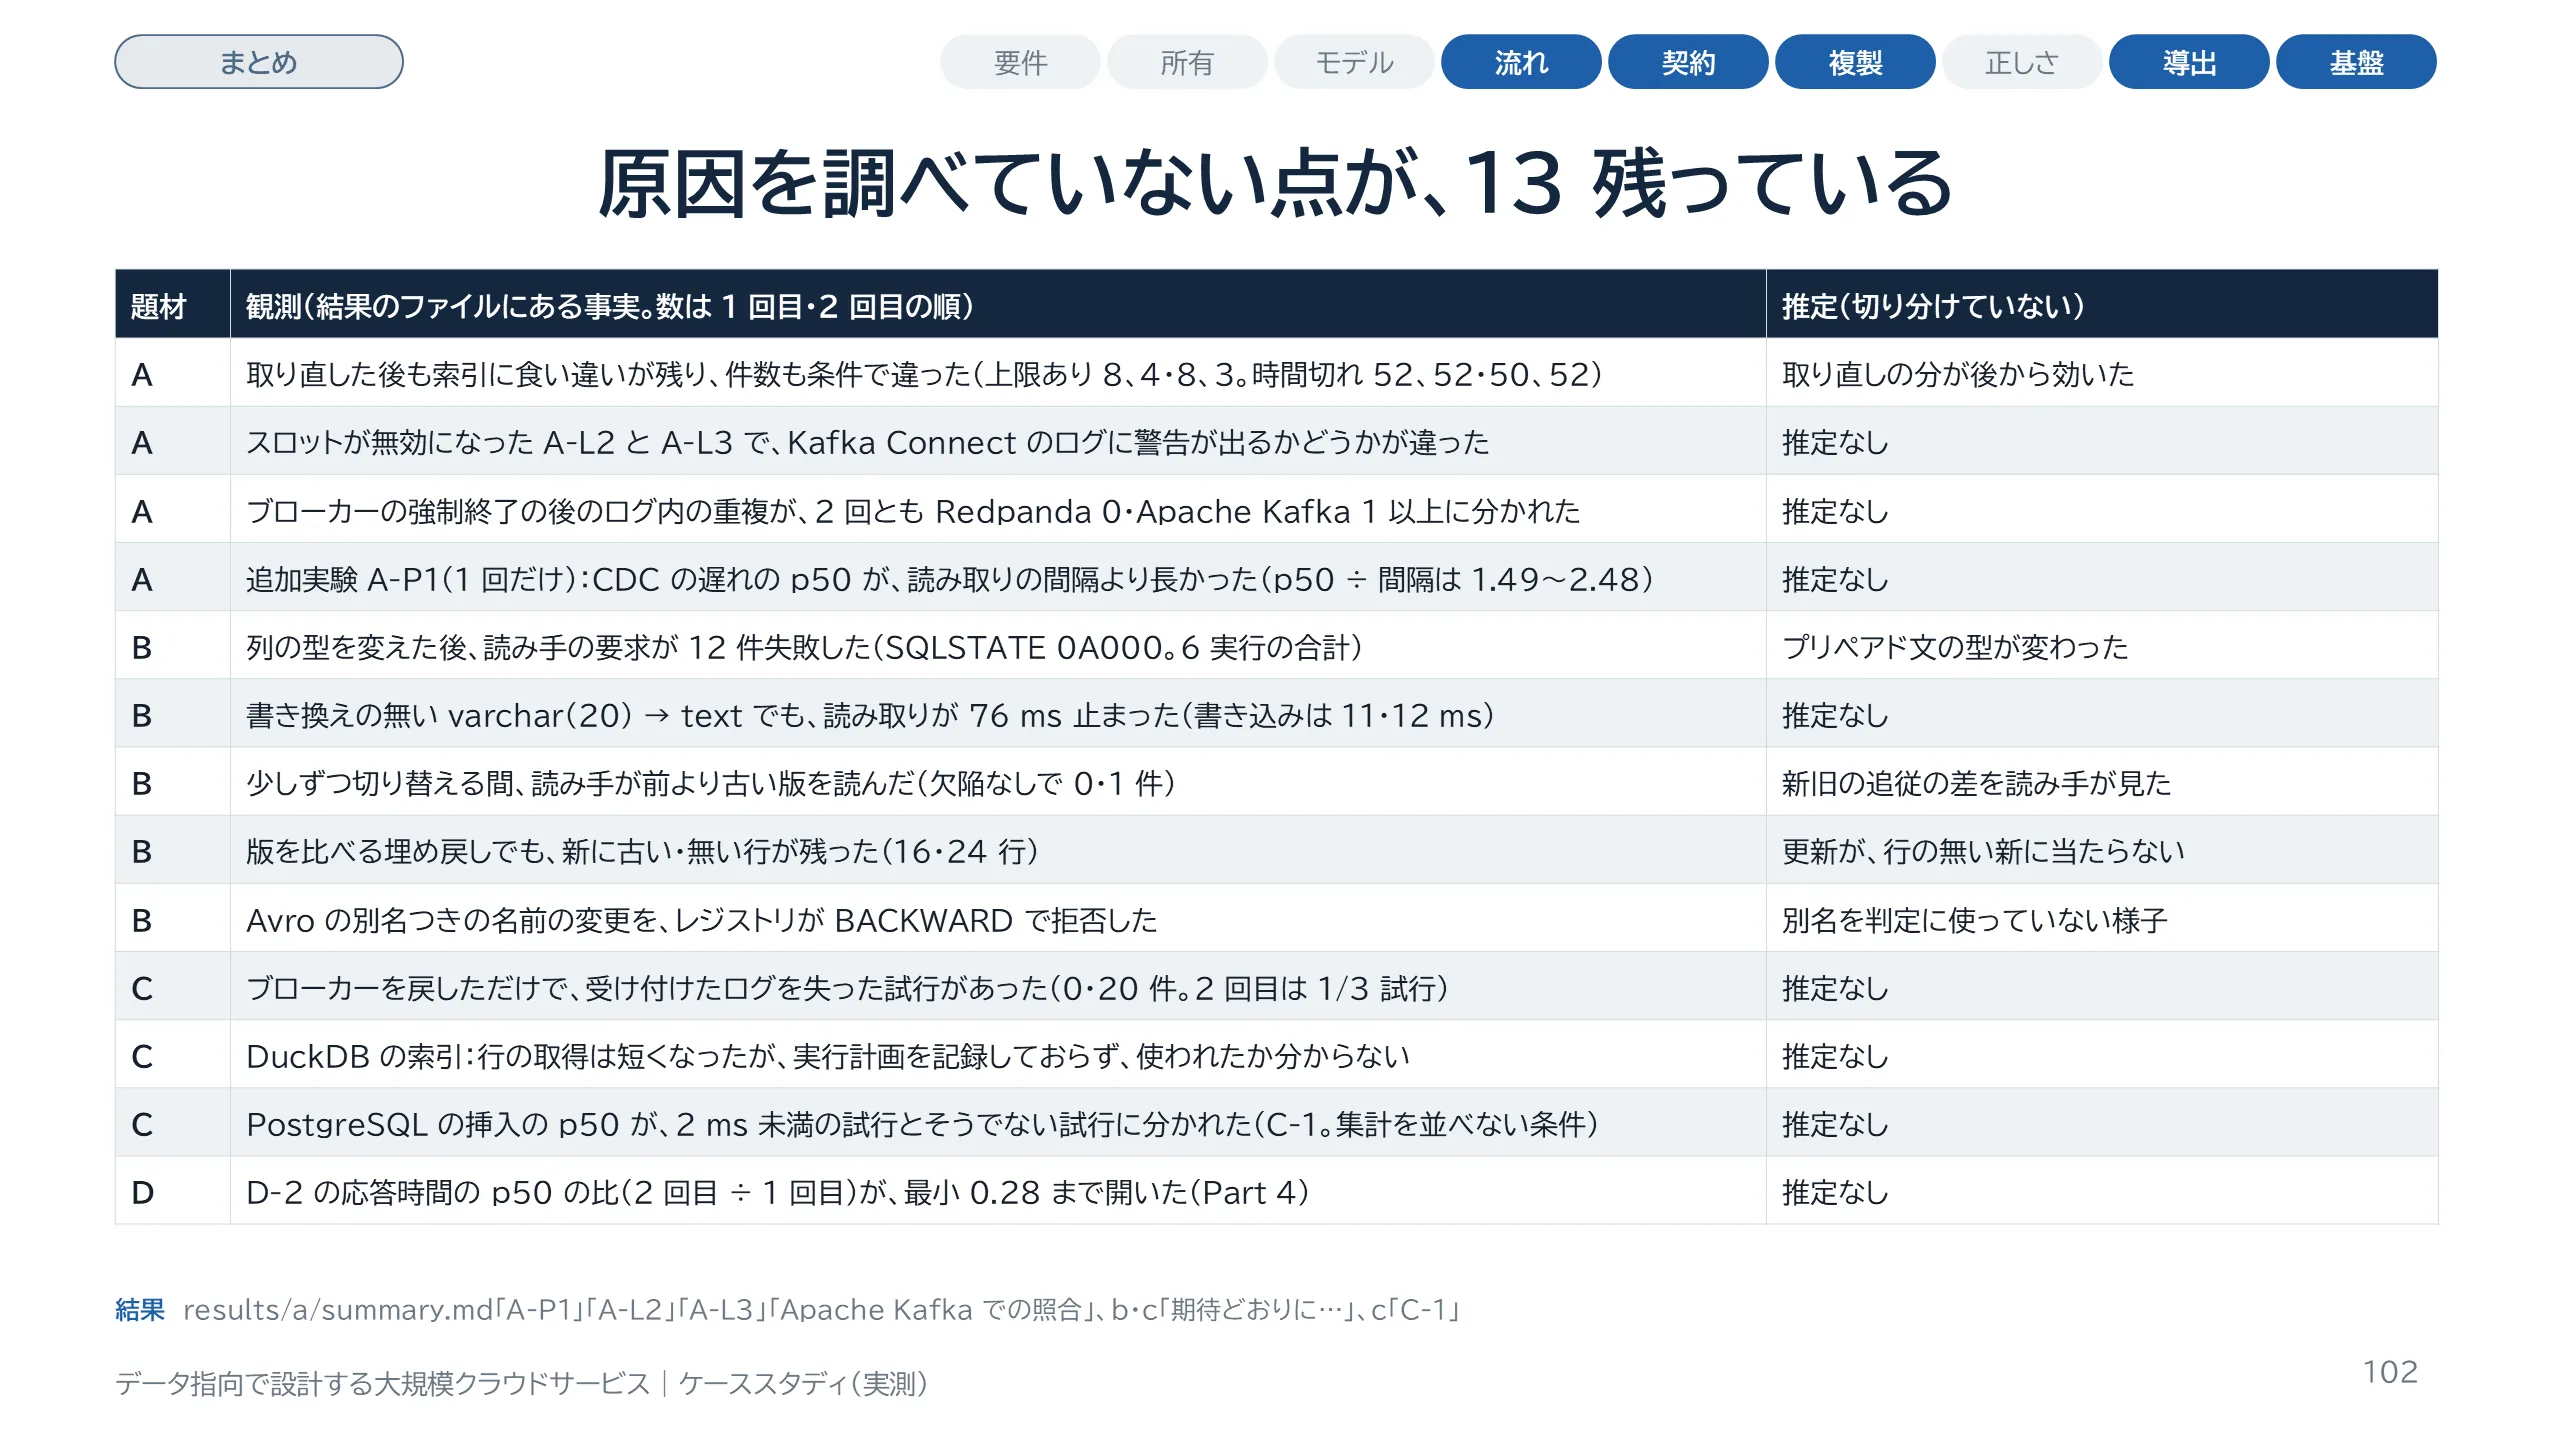 まとめ
要件 所有 モデル 流れ 契約 複製 正しさ 導出 基盤
原因を調べていない点が、13 残っている
題材 観測（結果のファイルにある事実。数は 1 回目・2 回目の順） 推定（切り分けていない）
A 取り直した後も索引に食い違いが残り、件数も条件で違った（上限あり 8、4・8、3。時間切れ 52、52・50、52） 取り直しの分が後から効いた
A スロットが無効になった A-L2 と A-L3 で、Kafka Connect のログに警告が出るかどうかが違った 推定なし
A ブローカーの強制終了の後のログ内の重複が、2 回とも Redpanda 0・Apache Kafka 1 以上に分かれた 推定なし
A 追加実験 A-P1（1 回だけ）：CDC の遅れの p50 が、読み取りの間隔より長かった（p50 ÷ 間隔は 1.49～2.48） 推定なし
B 列の型を変えた後、読み手の要求が 12 件失敗した（SQLSTATE 0A000。6 実行の合計） プリペアド文の型が変わった
B 書き換えの無い varchar(20) → text でも、読み取りが 76 ms 止まった（書き込みは 11・12 ms） 推定なし
B 少しずつ切り替える間、読み手が前より古い版を読んだ（欠陥なしで 0・1 件） 新旧の追従の差を読み手が見た
B 版を比べる埋め戻しでも、新に古い・無い行が残った（16・24 行） 更新が、行の無い新に当たらない
B Avro の別名つきの名前の変更を、レジストリが BACKWARD で拒否した 別名を判定に使っていない様子
C ブローカーを戻しただけで、受け付けたログを失った試行があった（0・20 件。2 回目は 1/3 試行） 推定なし
C DuckDB の索引：行の取得は短くなったが、実行計画を記録しておらず、使われたか分からない 推定なし
C PostgreSQL の挿入の p50 が、2 ms 未満の試行とそうでない試行に分かれた（C-1。集計を並べない条件） 推定なし
D D-2 の応答時間の p50 の比（2 回目 ÷ 1 回目）が、最小 0.28 まで開いた（Part 4） 推定なし
結果 results/a/summary.md「A-P1」「A-L2」「A-L3」「Apache Kafka での照合」、b・c「期待どおりに…」、c「C-1」
データ指向で設計する大規模クラウドサービス｜ケーススタディ（実測）
102